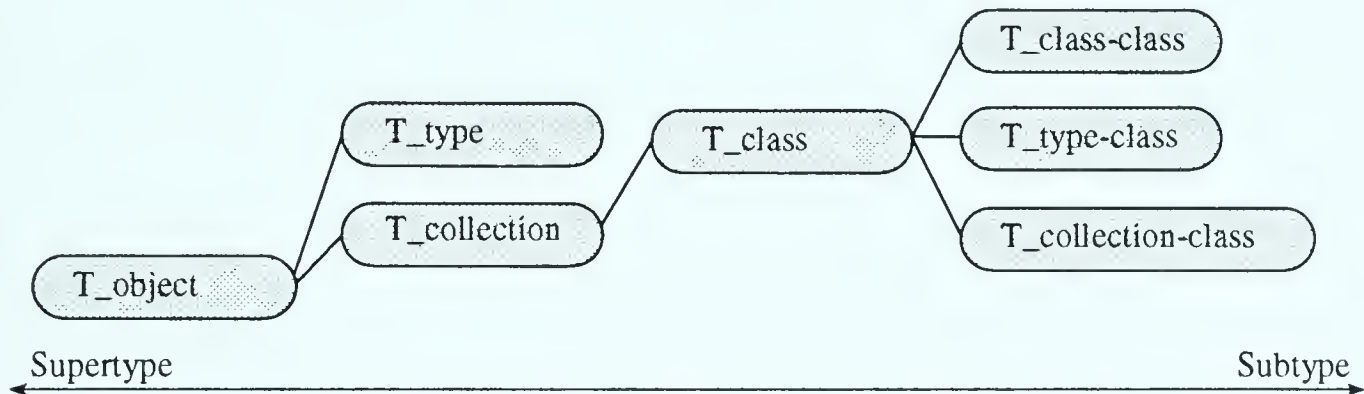 T_class-class
T_type
T_class
T_type-class
T_collection
T_collection-class
T_object
Supertype
Subtype